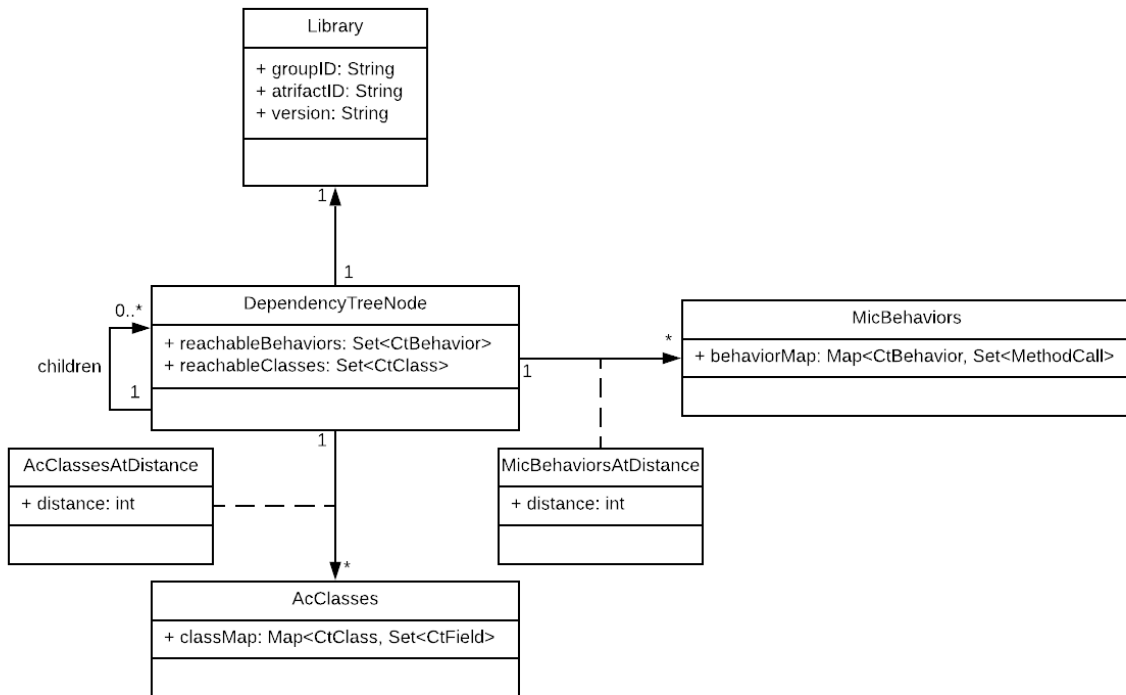 Library
+ groupID: String
+ atrifactID: String
+ version: String
1
1
DependencyTreeNode
+ reachableBehaviors: Set<CtBehavior>
+ reachableClasses: Set<CtClass>
0..*
children
1
1
*
MicBehaviors
+ behaviorMap: Map<CtBehavior, Set<MethodCall>
1
AcClassesAtDistance
+ distance: int
MicBehaviorsAtDistance
+ distance: int
*
AcClasses
+ classMap: Map<CtClass, Set<CtField>